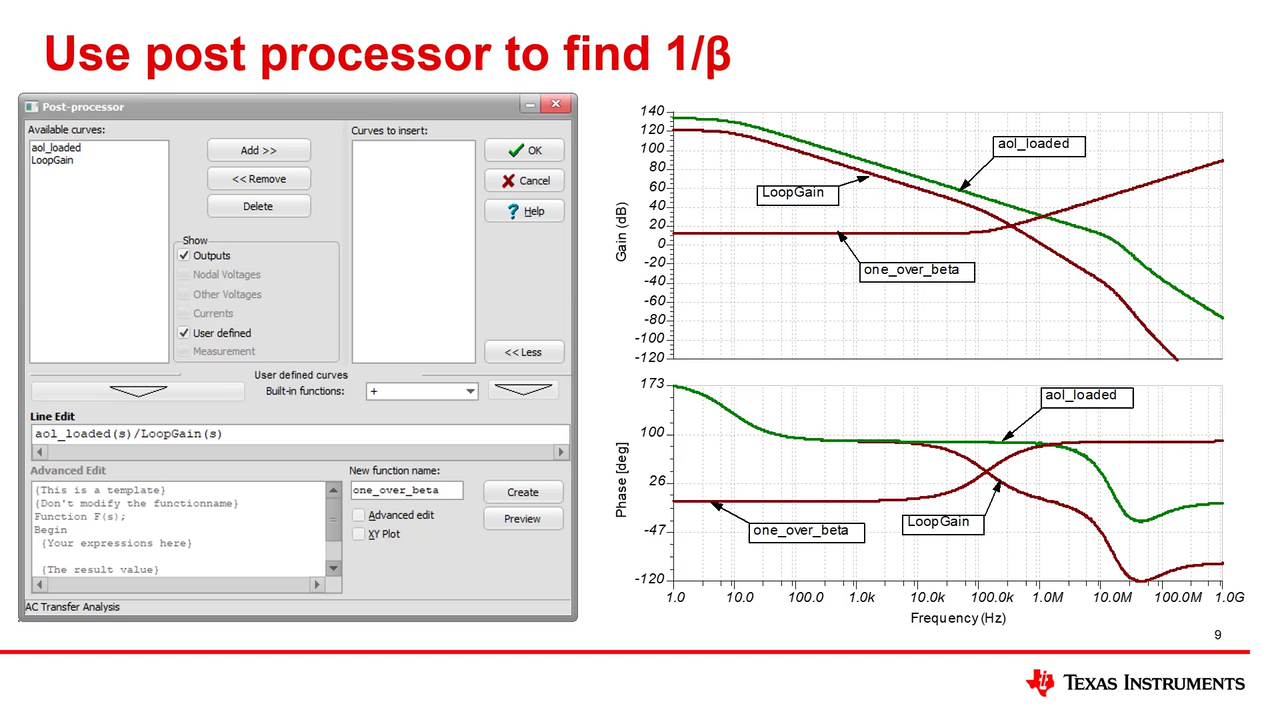 Use post processor to find 1/β
Post-processor
Available curves:
aol_loaded
LoopGain
Add >>
<< Remove
Delete
Show
Outputs
Nodal Voltages
Other Voltages
Currents
User defined
Measurement
Curves to insert:
OK
Cancel
Help
<< Less
User defined curves
Built-in functions:
+
Line Edit
aol_loaded(s)/LoopGain(s)
Advanced Edit
{This is a template}
{Don't modify the functionname}
Function F(s);
Begin
{Your expressions here}
{The result value}
New function name:
one_over_beta
Create
Advanced edit
Preview
XY Plot
AC Transfer Analysis
Gain (dB)
140
120
100
80
60
40
20
0
-20
-40
-60
-80
-100
-120
aol_loaded
LoopGain
one_over_beta
Phase [deg]
173
100
26
-47
-120
aol_loaded
LoopGain
one_over_beta
1.0 10.0 100.0 1.0k 10.0k 100.0k 1.0M 10.0M 100.0M 1.0G
Frequency (Hz)
9
TEXAS INSTRUMENTS